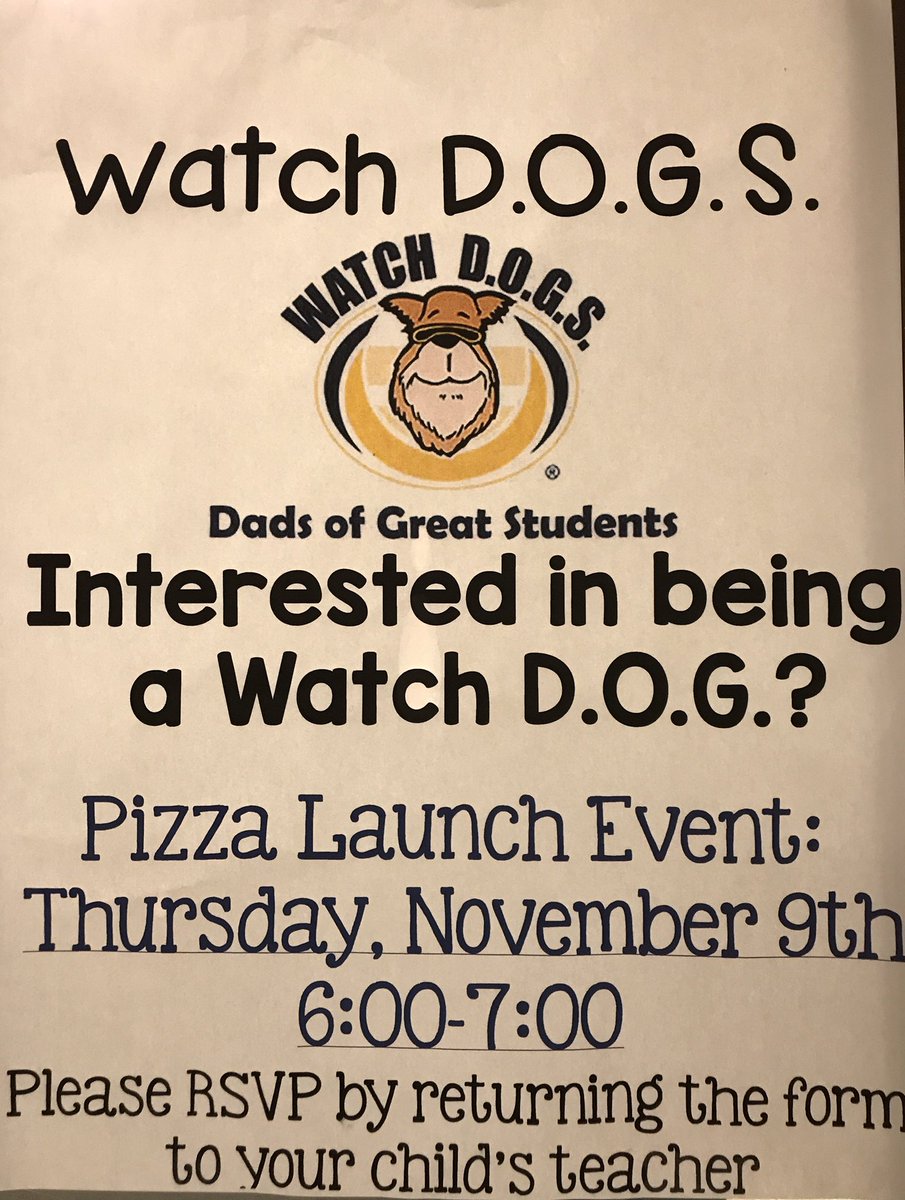 Watch D.O.G.S.
WATCH D.O.G.S.
®
Dads of Great Students
Interested in being
a Watch D.O.G.?
Pizza Launch Event:
Thursday, November 9th
6:00-7:00
Please RSVP by returning the form
to your child's teacher